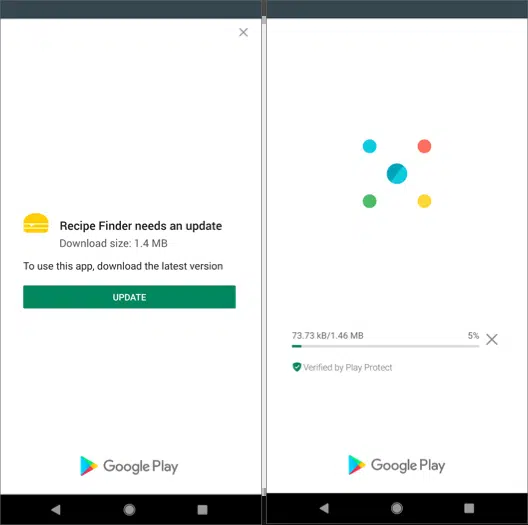 Recipe Finder needs an update
Download size: 1.4 MB
To use this app, download the latest version
UPDATE
Google Play
73.73 kB/1.46 MB 5%
Verified by Play Protect
Google Play